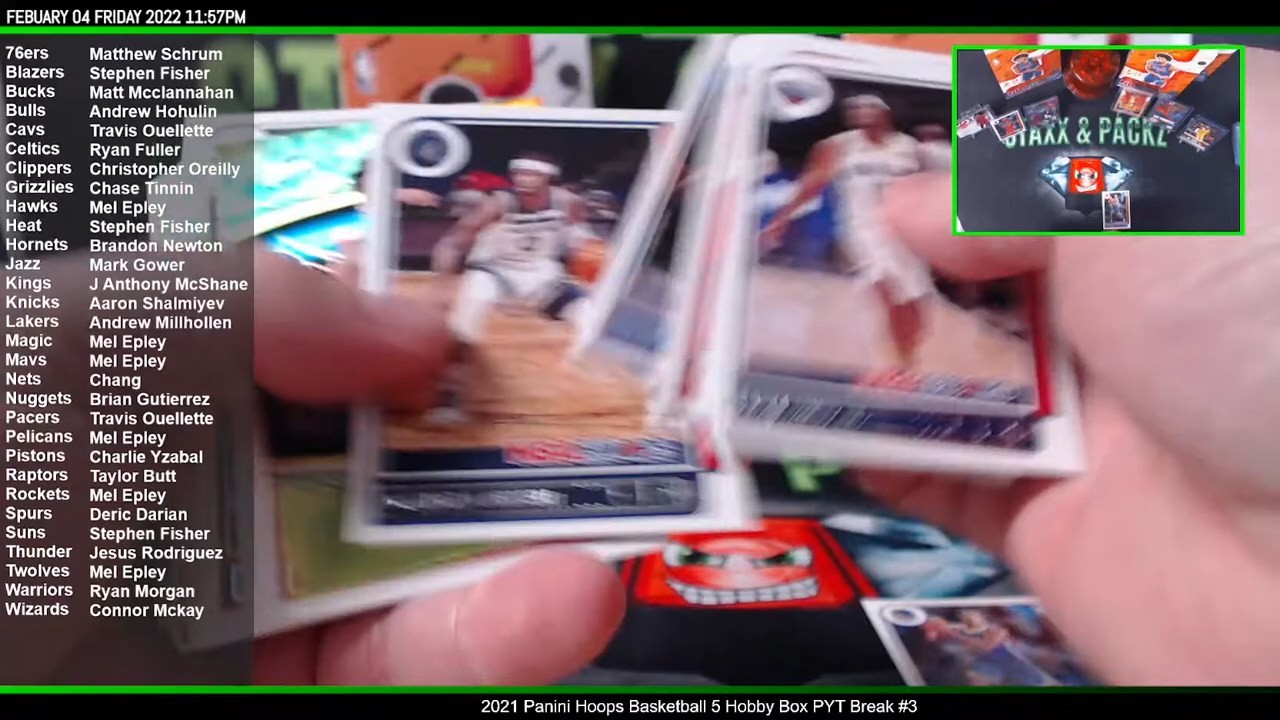 FEBUARY 04 FRIDAY 2022 11:57PM
76ers Matthew Schrum
Blazers Stephen Fisher
Bucks Matt Mcclannahan
Bulls Andrew Hohulin
Cavs Travis Ouellette
Celtics Ryan Fuller
Clippers Christopher Oreilly
Grizzlies Chase Tinnin
Hawks Mel Epley
Heat Stephen Fisher
Hornets Brandon Newton
Jazz Mark Gower
Kings J Anthony McShane
Knicks Aaron Shalmiyev
Lakers Andrew Millhollen
Magic Mel Epley
Mavs Mel Epley
Nets Chang
Nuggets Brian Gutierrez
Pacers Travis Ouellette
Pelicans Mel Epley
Pistons Charlie Yzabal
Raptors Taylor Butt
Rockets Mel Epley
Spurs Deric Darian
Suns Stephen Fisher
Thunder Jesus Rodriguez
Twolves Mel Epley
Warriors Ryan Morgan
Wizards Connor Mckay
STAXX & PACKZ
2021 Panini Hoops Basketball 5 Hobby Box PYT Break #3